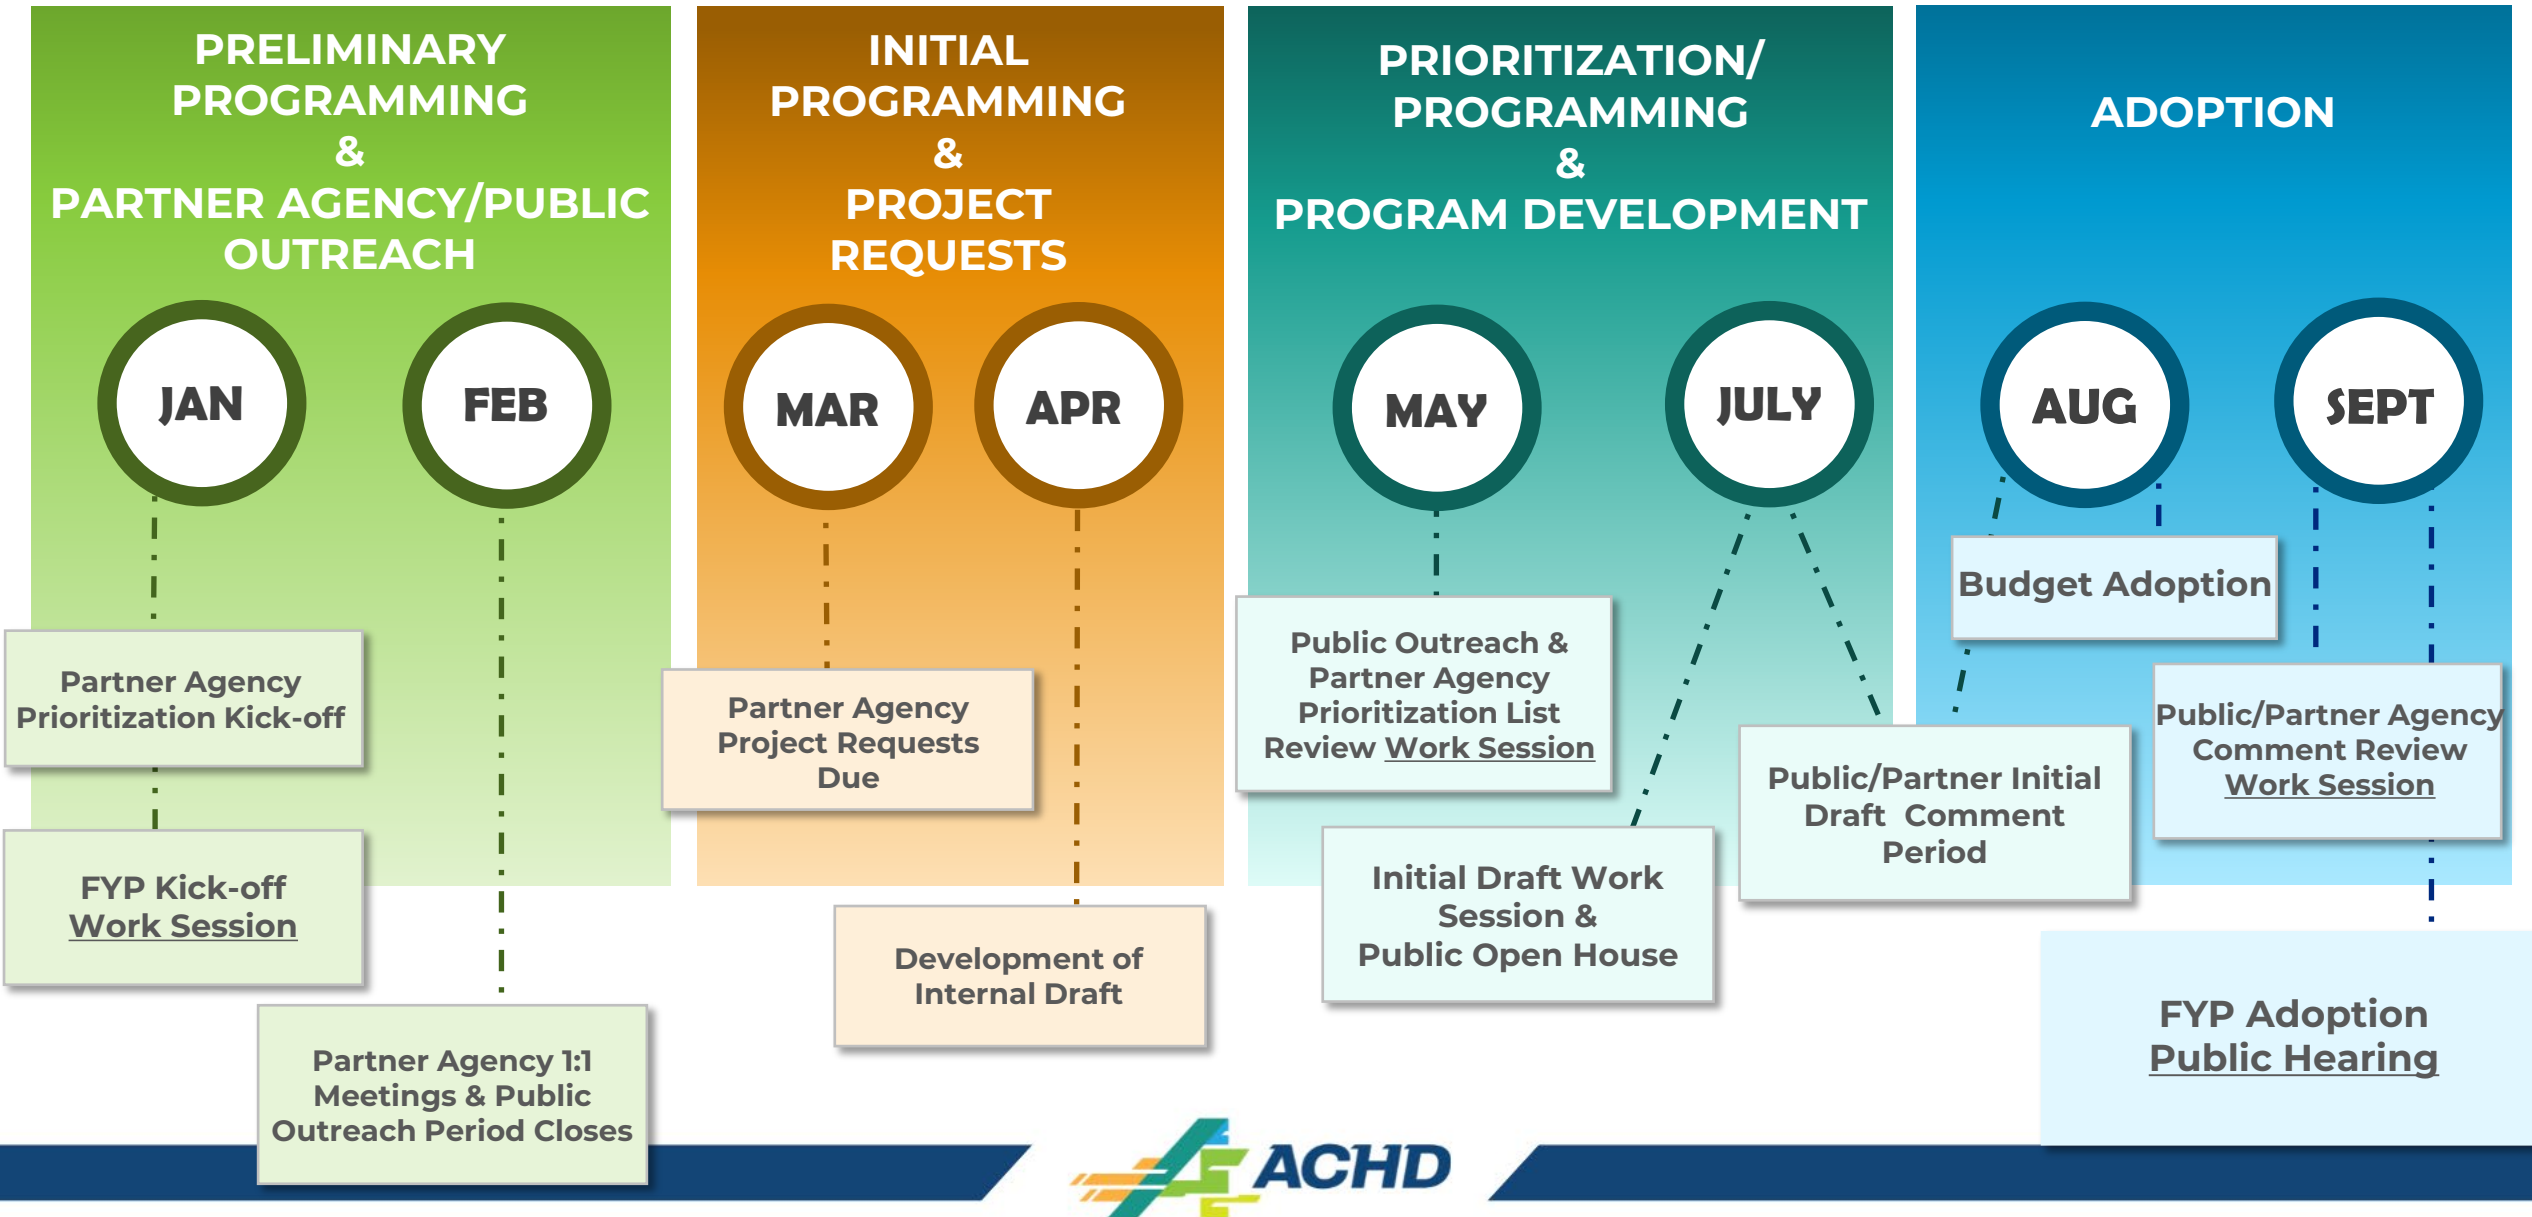 PRELIMINARY
PROGRAMMING
&
PARTNER AGENCY/PUBLIC
OUTREACH
JAN
FEB
Partner Agency
Prioritization Kick-off
FYP Kick-off
Work Session
Partner Agency 1:1
Meetings & Public
Outreach Period Closes
INITIAL
PROGRAMMING
&
PROJECT
REQUESTS
MAR
APR
Partner Agency
Project Requests
Due
Development of
Internal Draft
PRIORITIZATION/
PROGRAMMING
&
PROGRAM DEVELOPMENT
MAY
JULY
Public Outreach &
Partner Agency
Prioritization List
Review Work Session
Initial Draft Work
Session &
Public Open House
Public/Partner Initial
Draft Comment
Period
ADOPTION
AUG
SEPT
Budget Adoption
Public/Partner Agency
Comment Review
Work Session
FYP Adoption
Public Hearing
ACHD